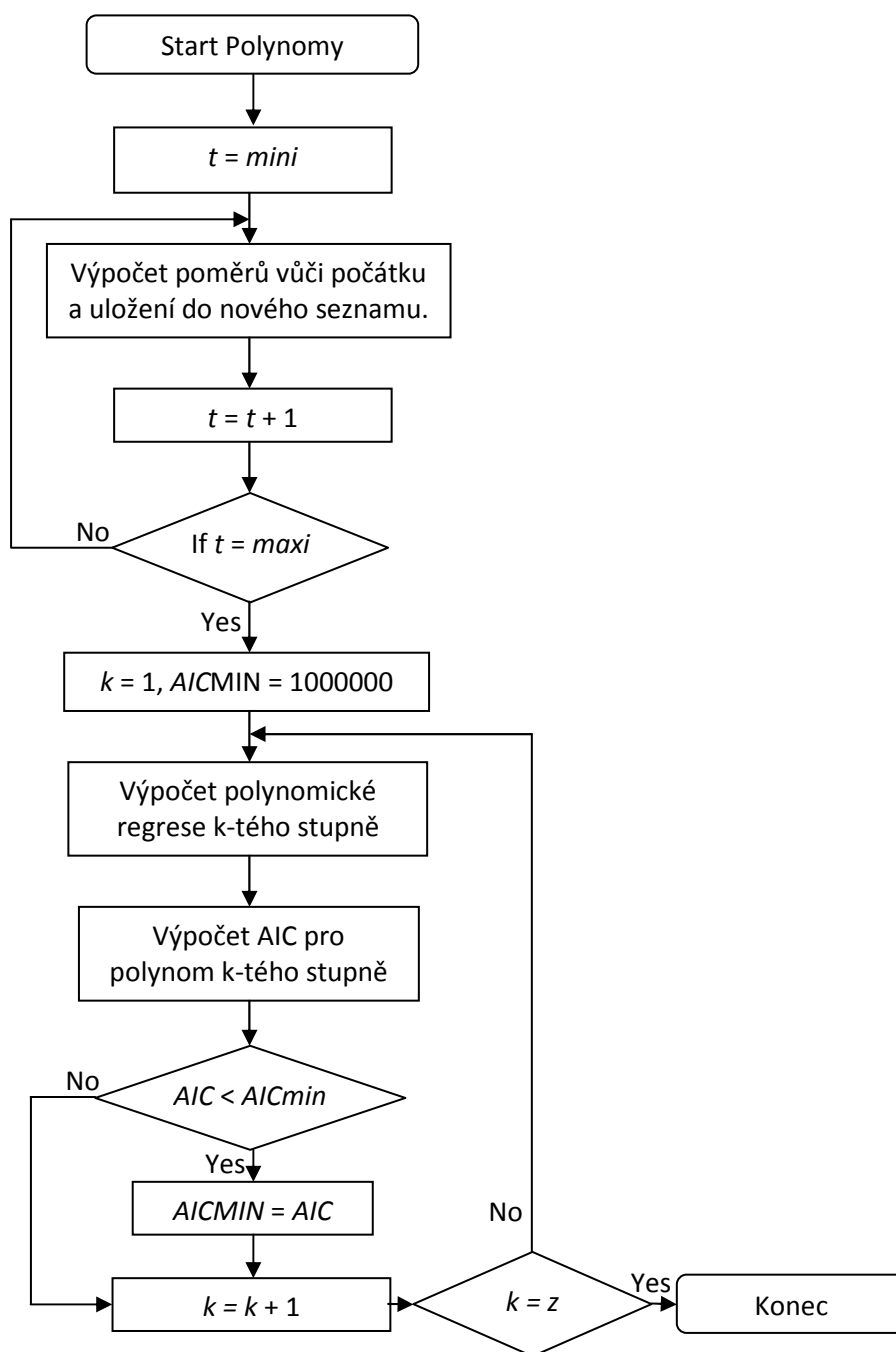 Start Polynomy
t = mini
Výpočet poměrů vůči počátku
a uložení do nového seznamu.
t = t + 1
No
If t = maxi
Yes
k = 1, AICMIN = 1000000
Výpočet polynomické
regrese k-tého stupně
Výpočet AIC pro
polynom k-tého stupně
No
AIC < AICmin
Yes
AICMIN = AIC
No
k = k + 1
k = z
Yes
Konec